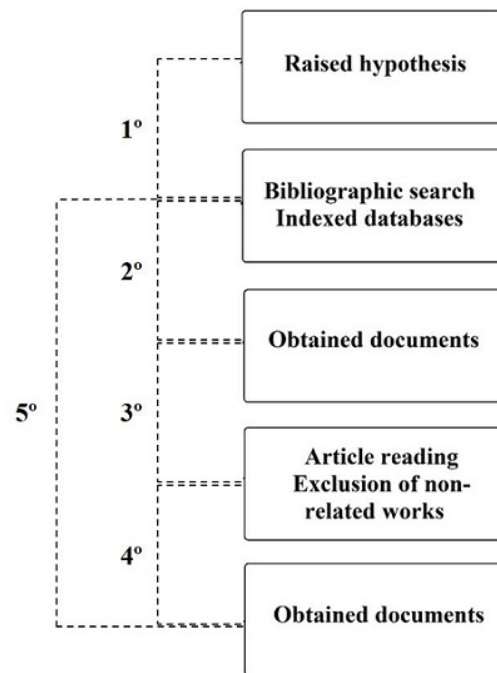 Raised hypothesis
1º
Bibliographic search
Indexed databases
2º
Obtained documents
5º
3º
Article reading
Exclusion of non-
related works
4º
Obtained documents